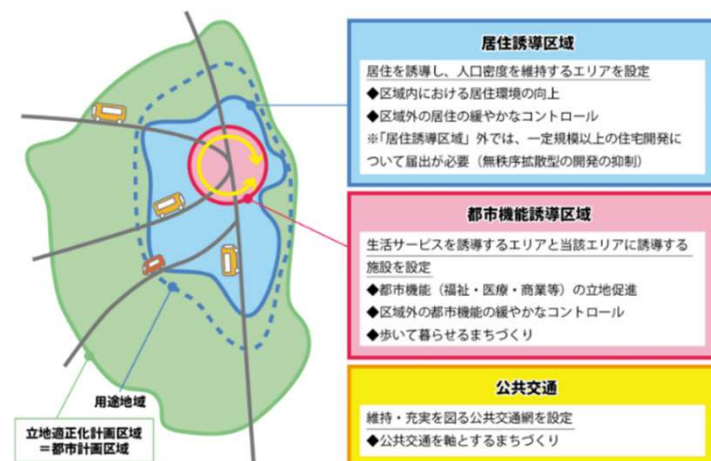 居住誘導区域
居住を誘導し、人口密度を維持するエリアを設定
◆区域内における居住環境の向上
◆区域外の居住の緩やかなコントロール
※「居住誘導区域」外では、一定規模以上の住宅開発に
ついて届出が必要（無秩序拡散型の開発の抑制）
都市機能誘導区域
生活サービスを誘導するエリアと当該エリアに誘導する
施設を設定
◆都市機能（福祉・医療・商業等）の立地促進
◆区域外の都市機能の緩やかなコントロール
◆歩いて暮らせるまちづくり
公共交通
維持・充実を図る公共交通網を設定
◆公共交通を軸とするまちづくり
用途地域
立地適正化計画区域
＝都市計画区域